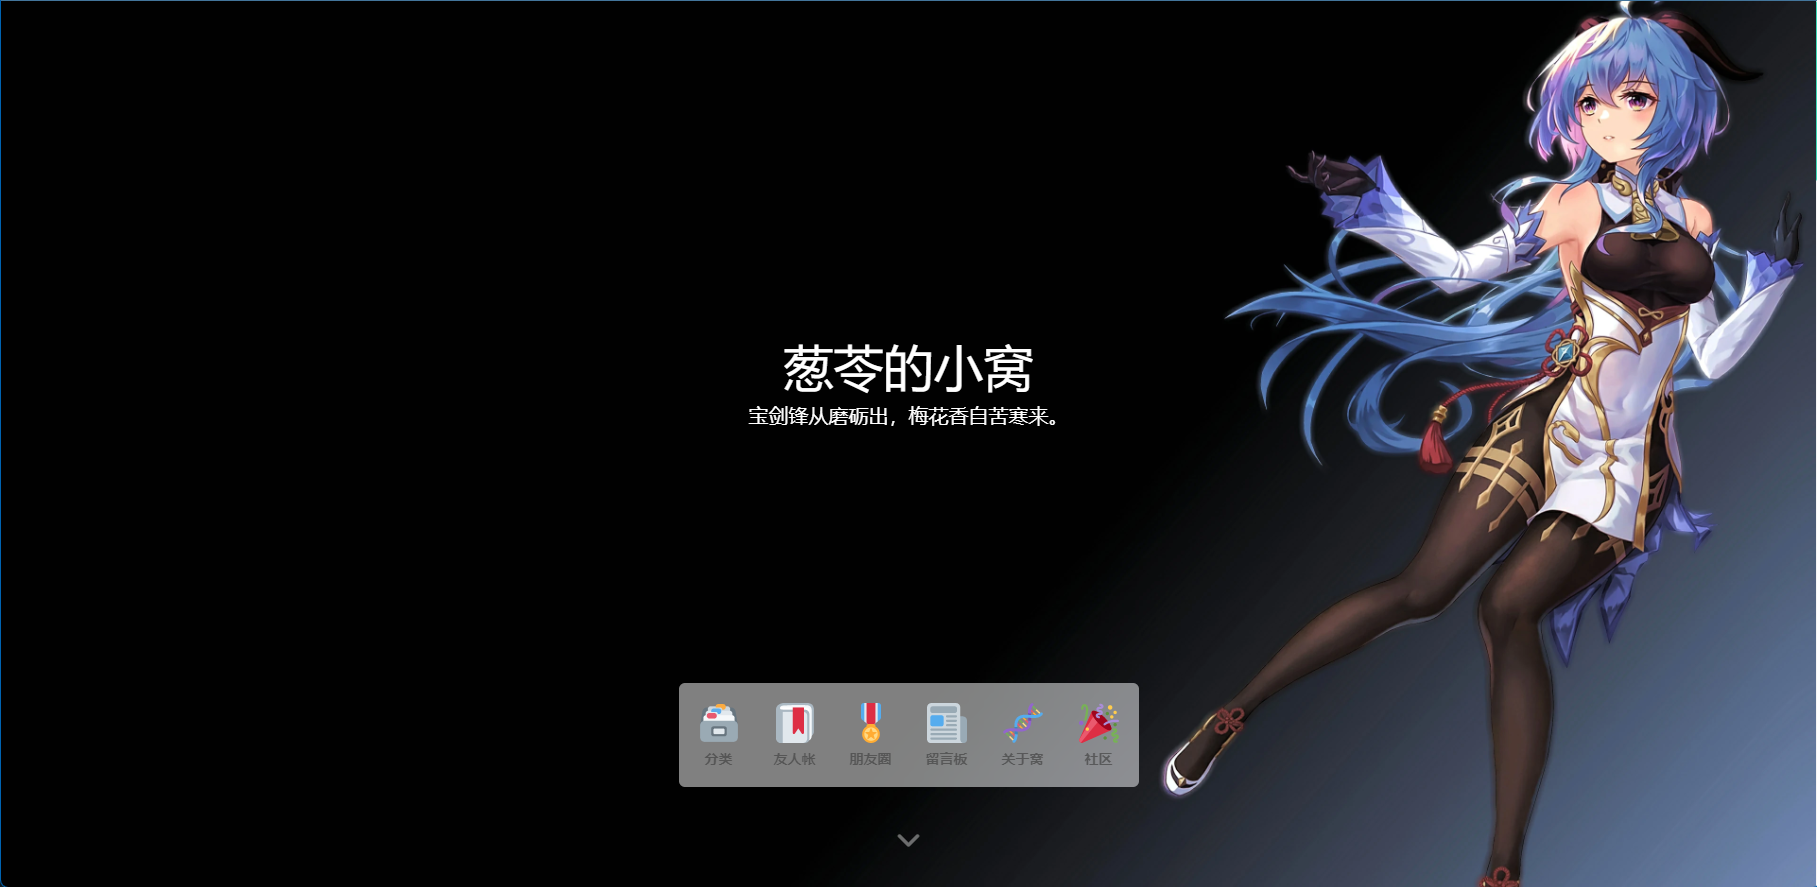 葱苓的小窝
宝剑锋从磨砺出，梅花香自苦寒来。
分类
友人帐
朋友圈
留言板
关于窝
社区